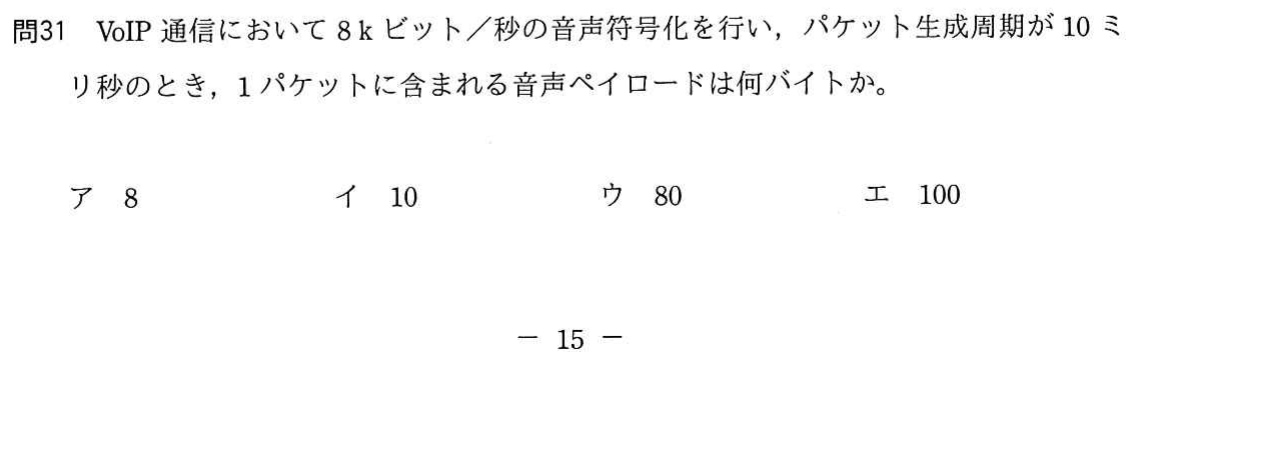 問31 VoIP 通信において 8 k ビット／秒の音声符号化を行い，パケット生成周期が 10 ミ
リ秒のとき，1 パケットに含まれる音声ペイロードは何バイトか。
ア 8 イ 10 ウ 80 エ 100
－ 15 －